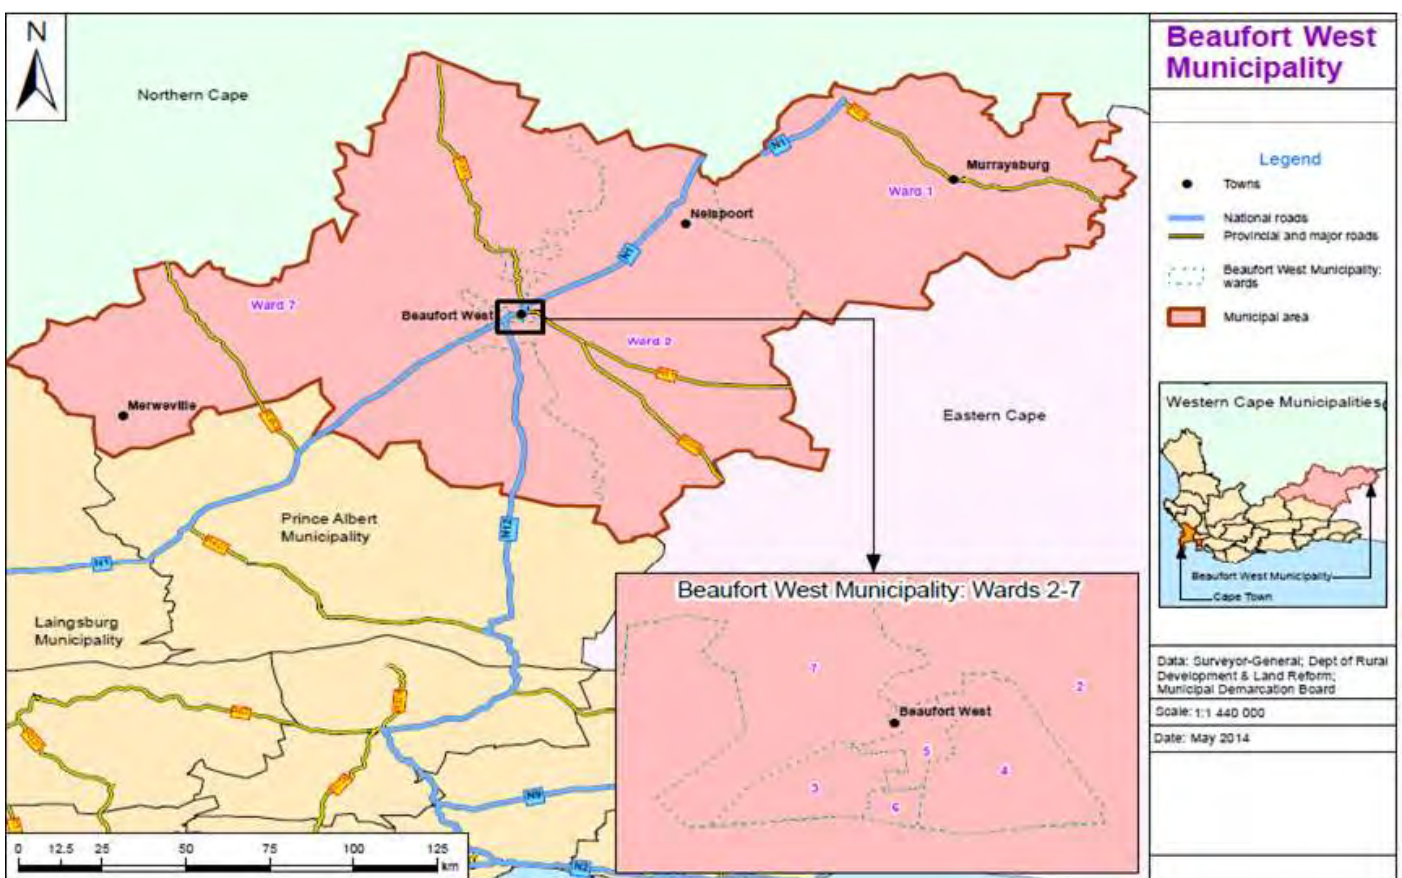 N
Northern Cape
N1
Murraysburg
Ward 1
Nelspoort
N1
Ward 7
Beaufort West
Ward 2
Merweville
Eastern Cape
Prince Albert
Municipality
N12
N1
Laingsburg
Municipality
N9
N2
0 12.5 25 50 75 100 125
km
Beaufort West Municipality: Wards 2-7
7
2
Beaufort West
5
4
3
6
Beaufort West
Municipality
Legend
Towns
National roads
Provincial and major roads
Beaufort West Municipality:
wards
Municipal area
Western Cape Municipalities
Beaufort West Municipality
Cape Town
Data: Surveyor-General; Dept of Rural
Development & Land Reform;
Municipal Demarcation Board
Scale: 1:1 440 000
Date: May 2014